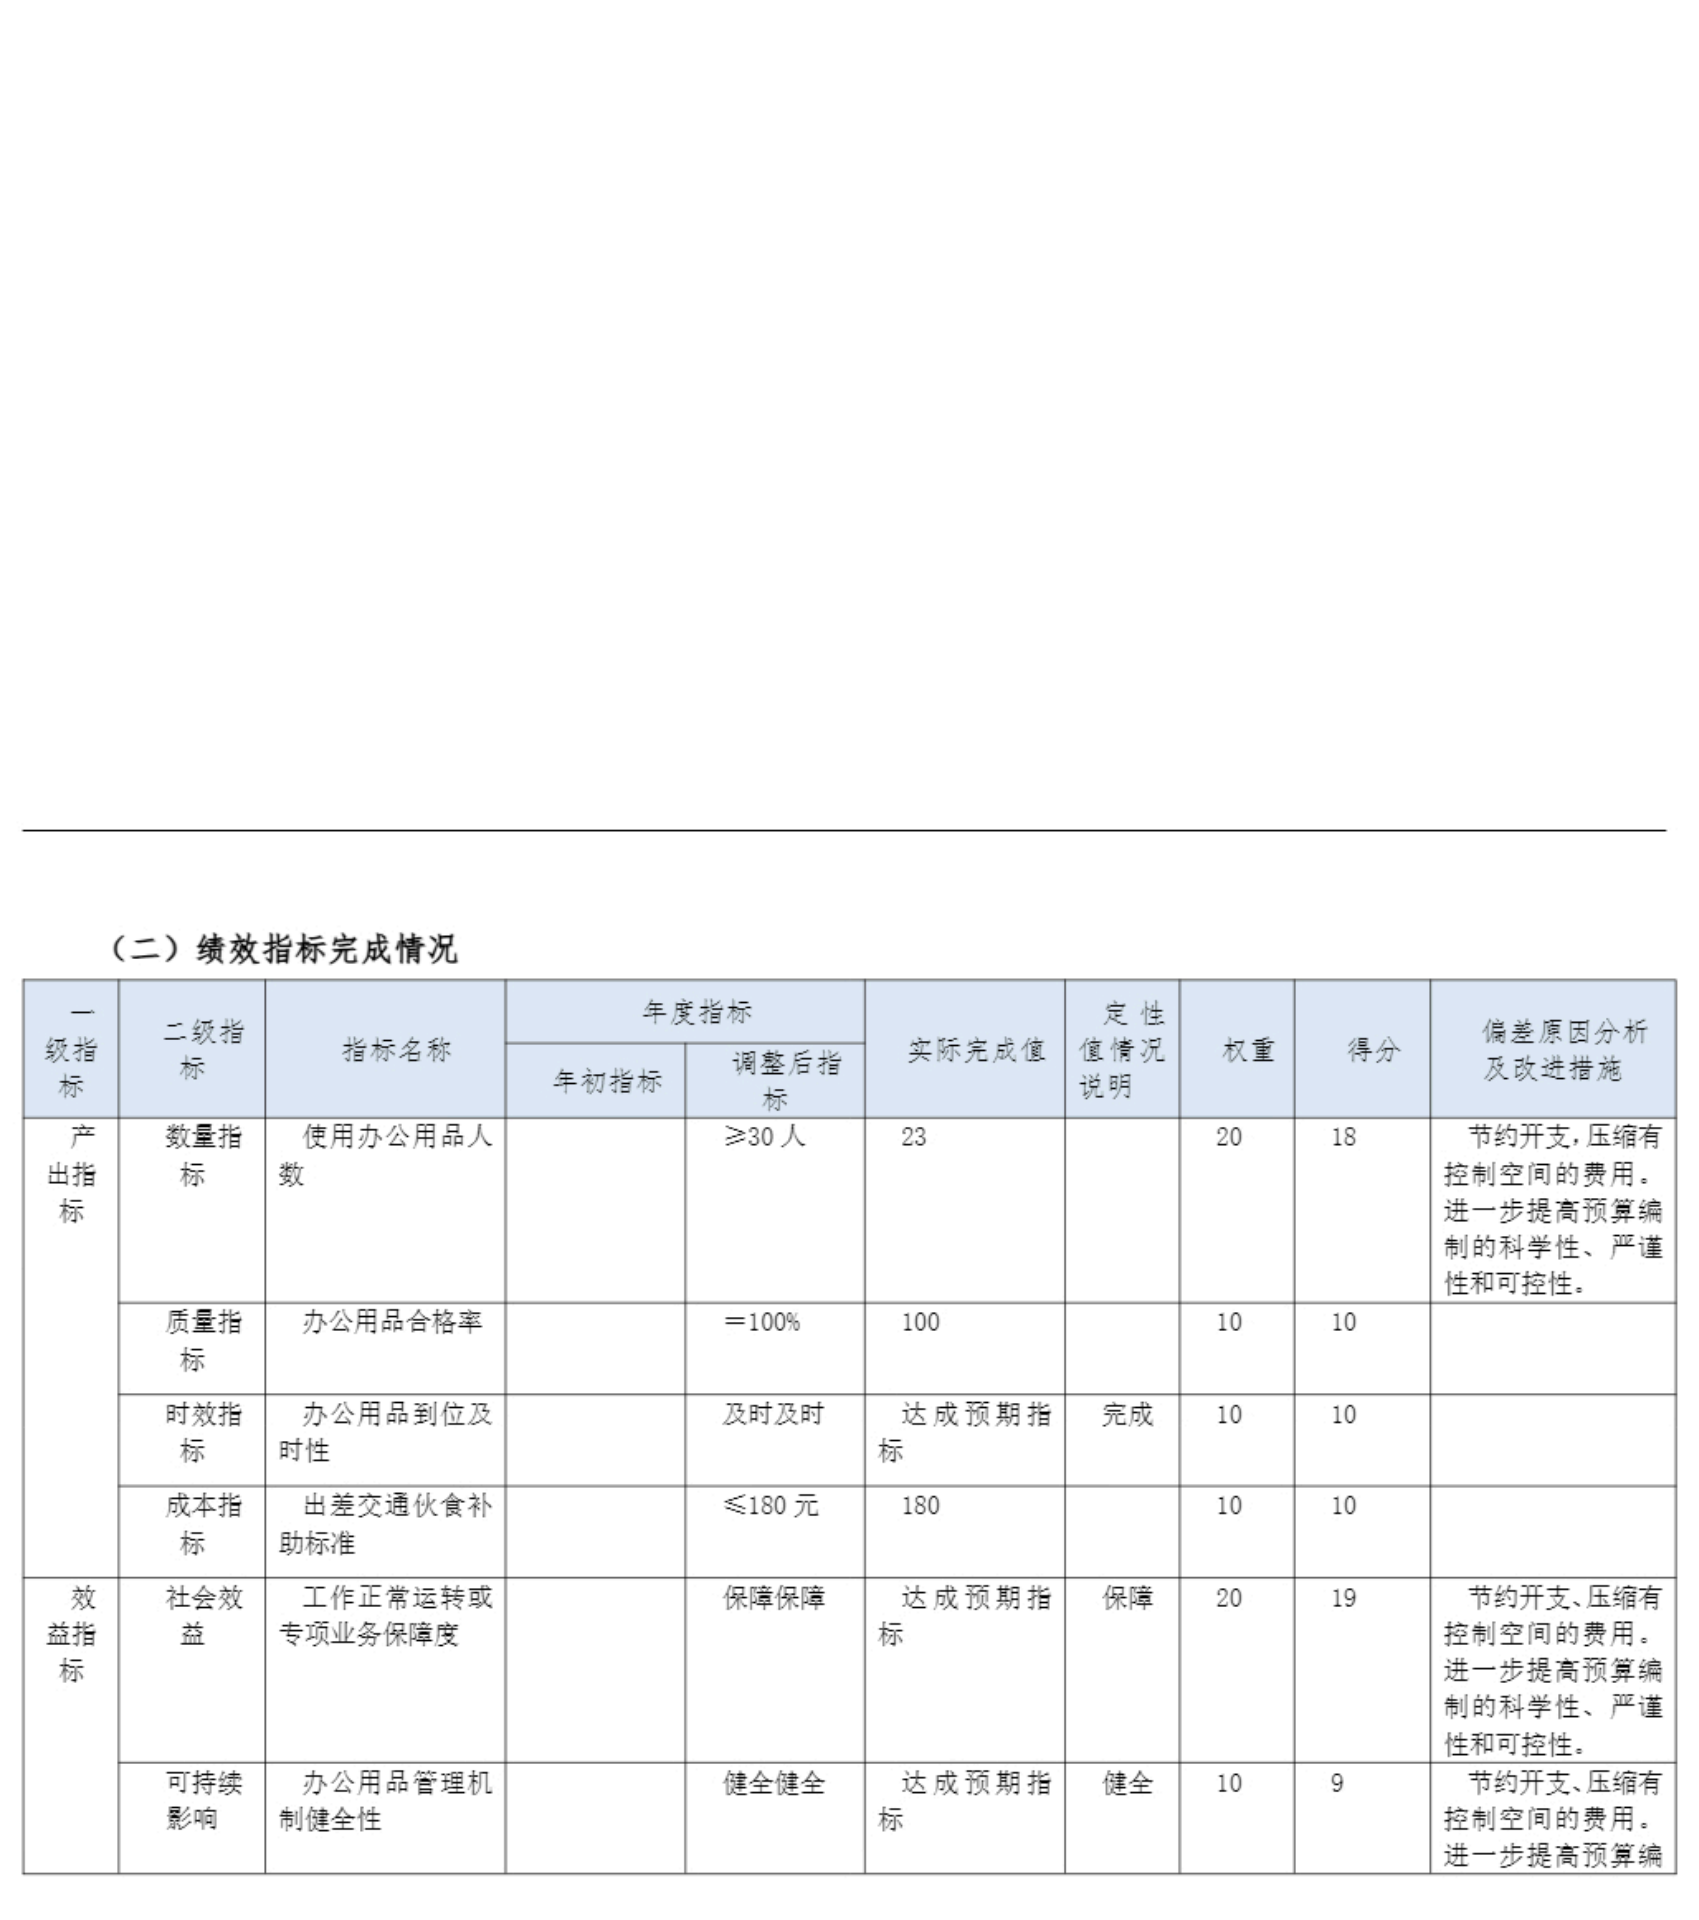 （二）绩效指标完成情况
一级指标 二级指标 指标名称 年度指标 实际完成值 定性值情况说明 权重 得分 偏差原因分析及改进措施
年初指标 调整后指标
产出指标 数量指标 使用办公用品人数 ≥30人 23 20 18 节约开支,压缩有控制空间的费用。进一步提高预算编制的科学性、严谨性和可控性。
质量指标 办公用品合格率 ＝100% 100 10 10
时效指标 办公用品到位及时性 及时及时 达成预期指标 完成 10 10
成本指标 出差交通伙食补助标准 ≤180元 180 10 10
效益指标 社会效益 工作正常运转或专项业务保障度 保障保障 达成预期指标 保障 20 19 节约开支、压缩有控制空间的费用。进一步提高预算编制的科学性、严谨性和可控性。
可持续影响 办公用品管理机制健全性 健全健全 达成预期指标 健全 10 9 节约开支、压缩有控制空间的费用。进一步提高预算编